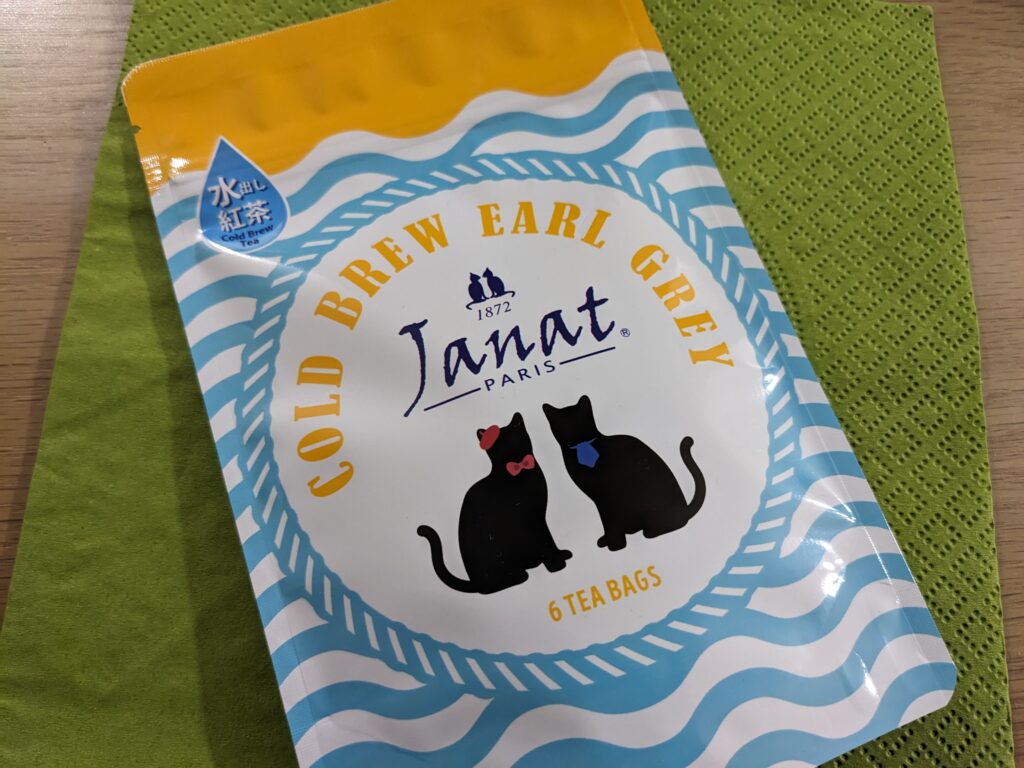 水出し
紅茶
Cold Brew
Tea
COLD BREW EARL GREY
1872
Janat®
PARIS
6 TEA BAGS